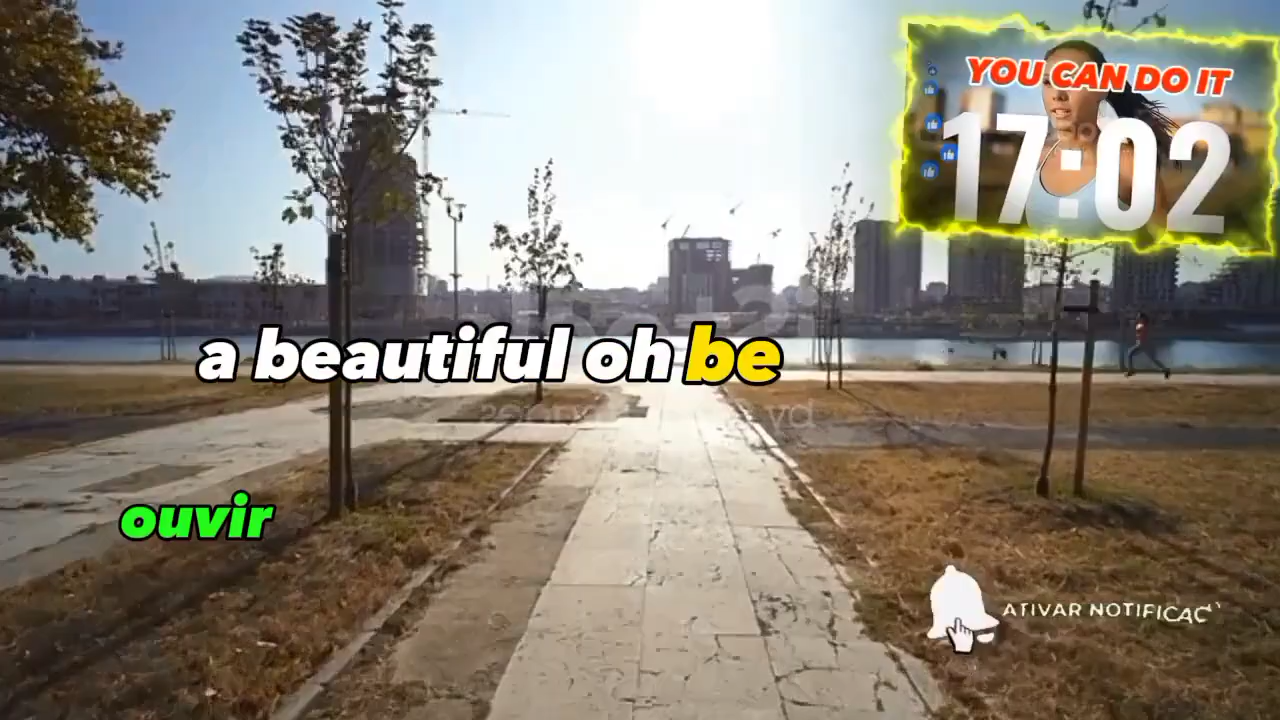 YOU CAN DO IT
17:02
a beautiful oh be
ouvir
ATIVAR NOTIFICAÇ